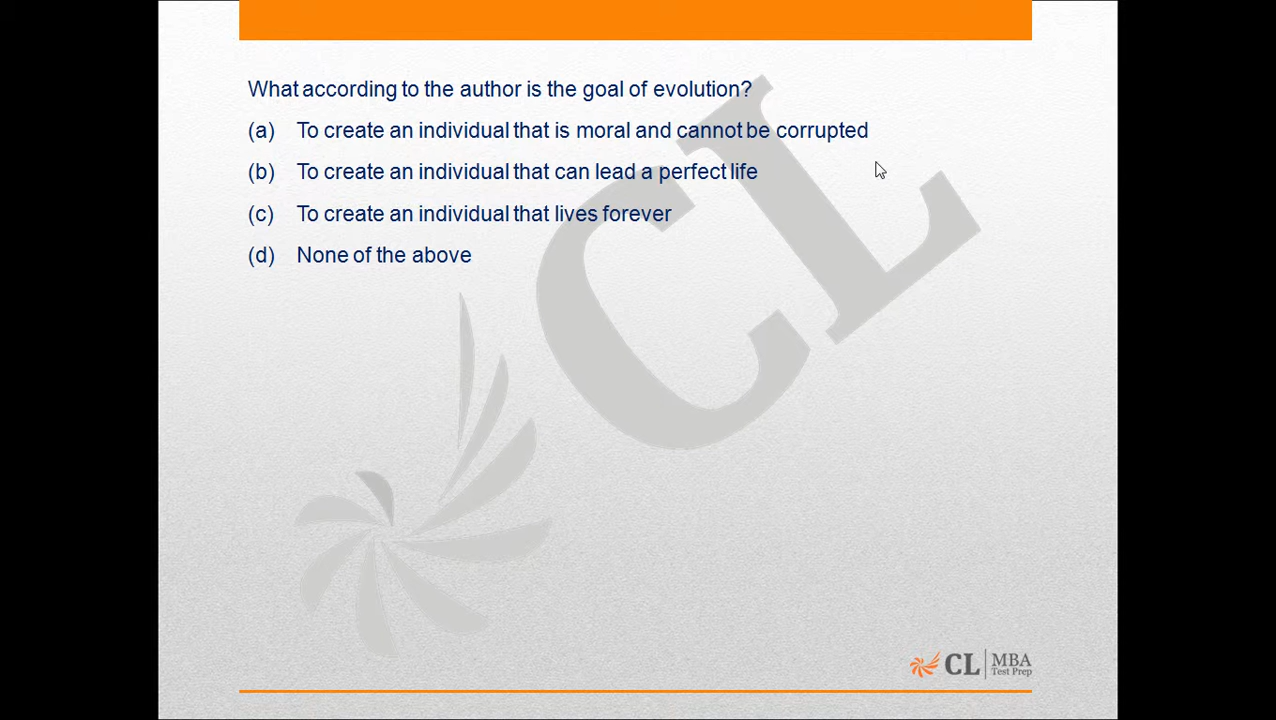 What according to the author is the goal of evolution?
(a) To create an individual that is moral and cannot be corrupted
(b) To create an individual that can lead a perfect life
(c) To create an individual that lives forever
(d) None of the above
CL
CL MBA
Test Prep